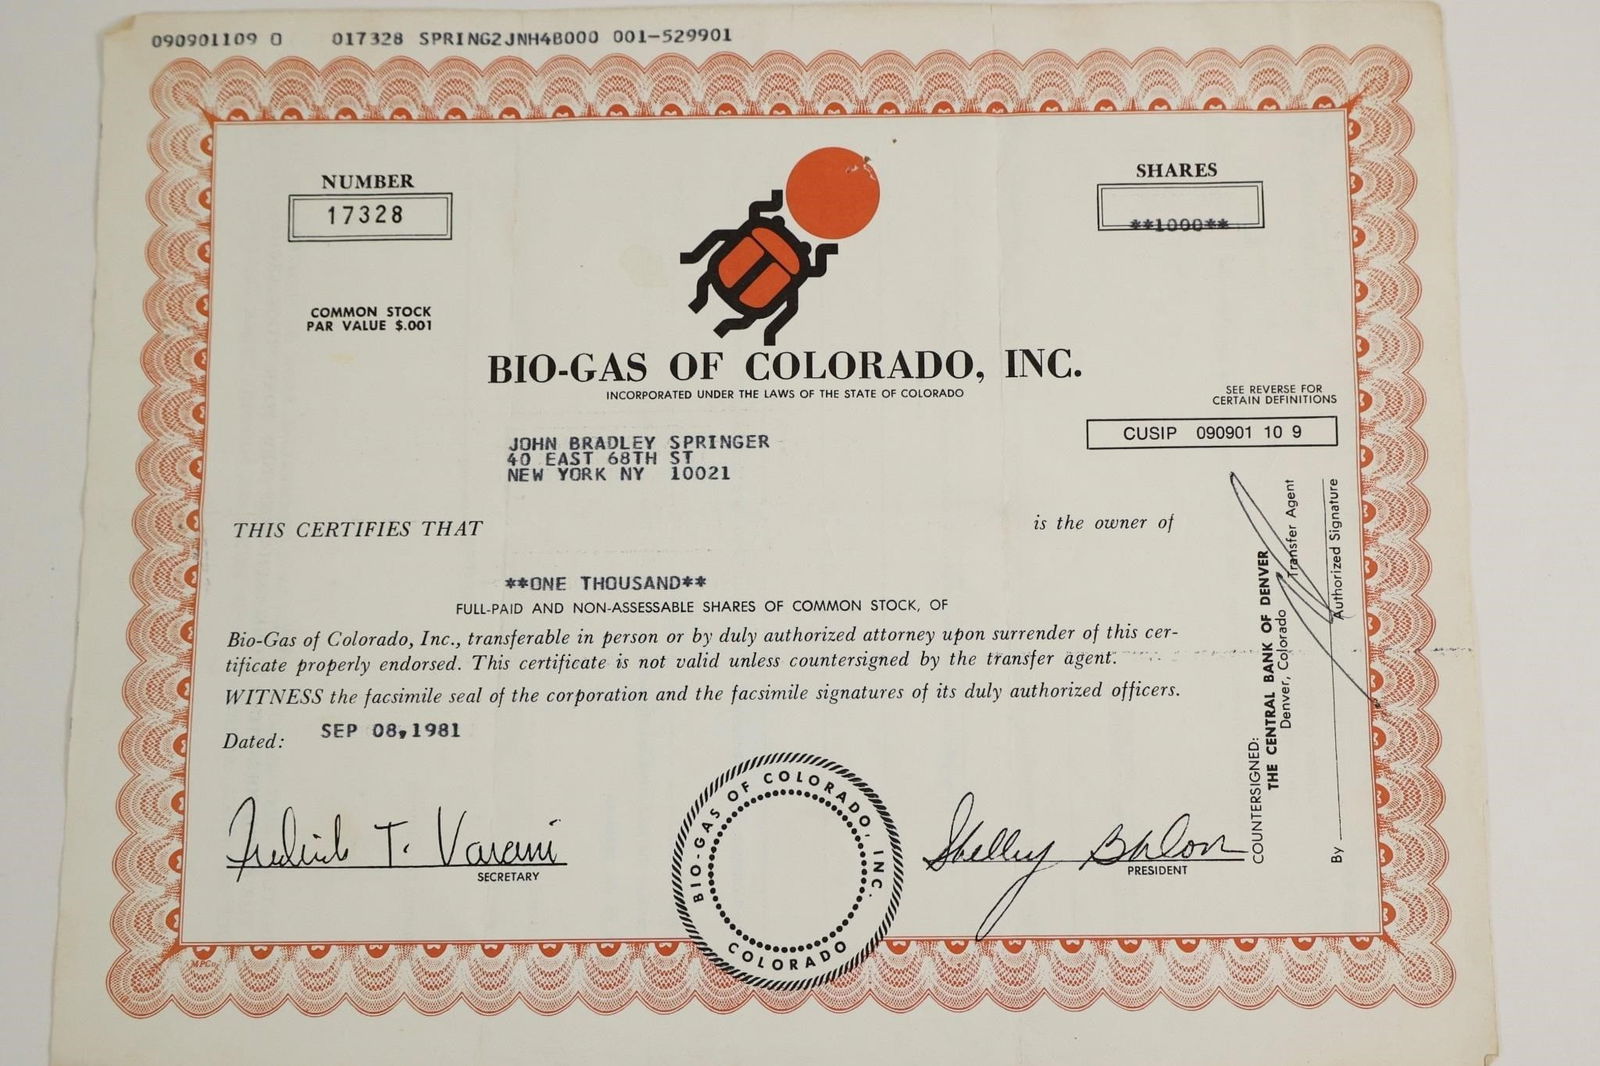 090901109 0 017328 SPRING2JNH4B000 001-529901
NUMBER
17328
SHARES
**1000**
COMMON STOCK
PAR VALUE $.001
BIO-GAS OF COLORADO, INC.
INCORPORATED UNDER THE LAWS OF THE STATE OF COLORADO
SEE REVERSE FOR
CERTAIN DEFINITIONS
CUSIP 090901 10 9
JOHN BRADLEY SPRINGER
40 EAST 68TH ST
NEW YORK NY 10021
THIS CERTIFIES THAT
is the owner of
**ONE THOUSAND**
FULL-PAID AND NON-ASSESSABLE SHARES OF COMMON STOCK, OF
Bio-Gas of Colorado, Inc., transferable in person or by duly authorized attorney upon surrender of this cer-
tificate properly endorsed. This certificate is not valid unless countersigned by the transfer agent.
WITNESS the facsimile seal of the corporation and the facsimile signatures of its duly authorized officers.
Dated: SEP 08,1981
COUNTERSIGNED:
THE CENTRAL BANK OF DENVER
Denver, Colorado Transfer Agent
By Authorized Signature
Fredrick T. Varani
SECRETARY
BIO-GAS OF COLORADO, INC.
COLORADO
Shelley
PRESIDENT